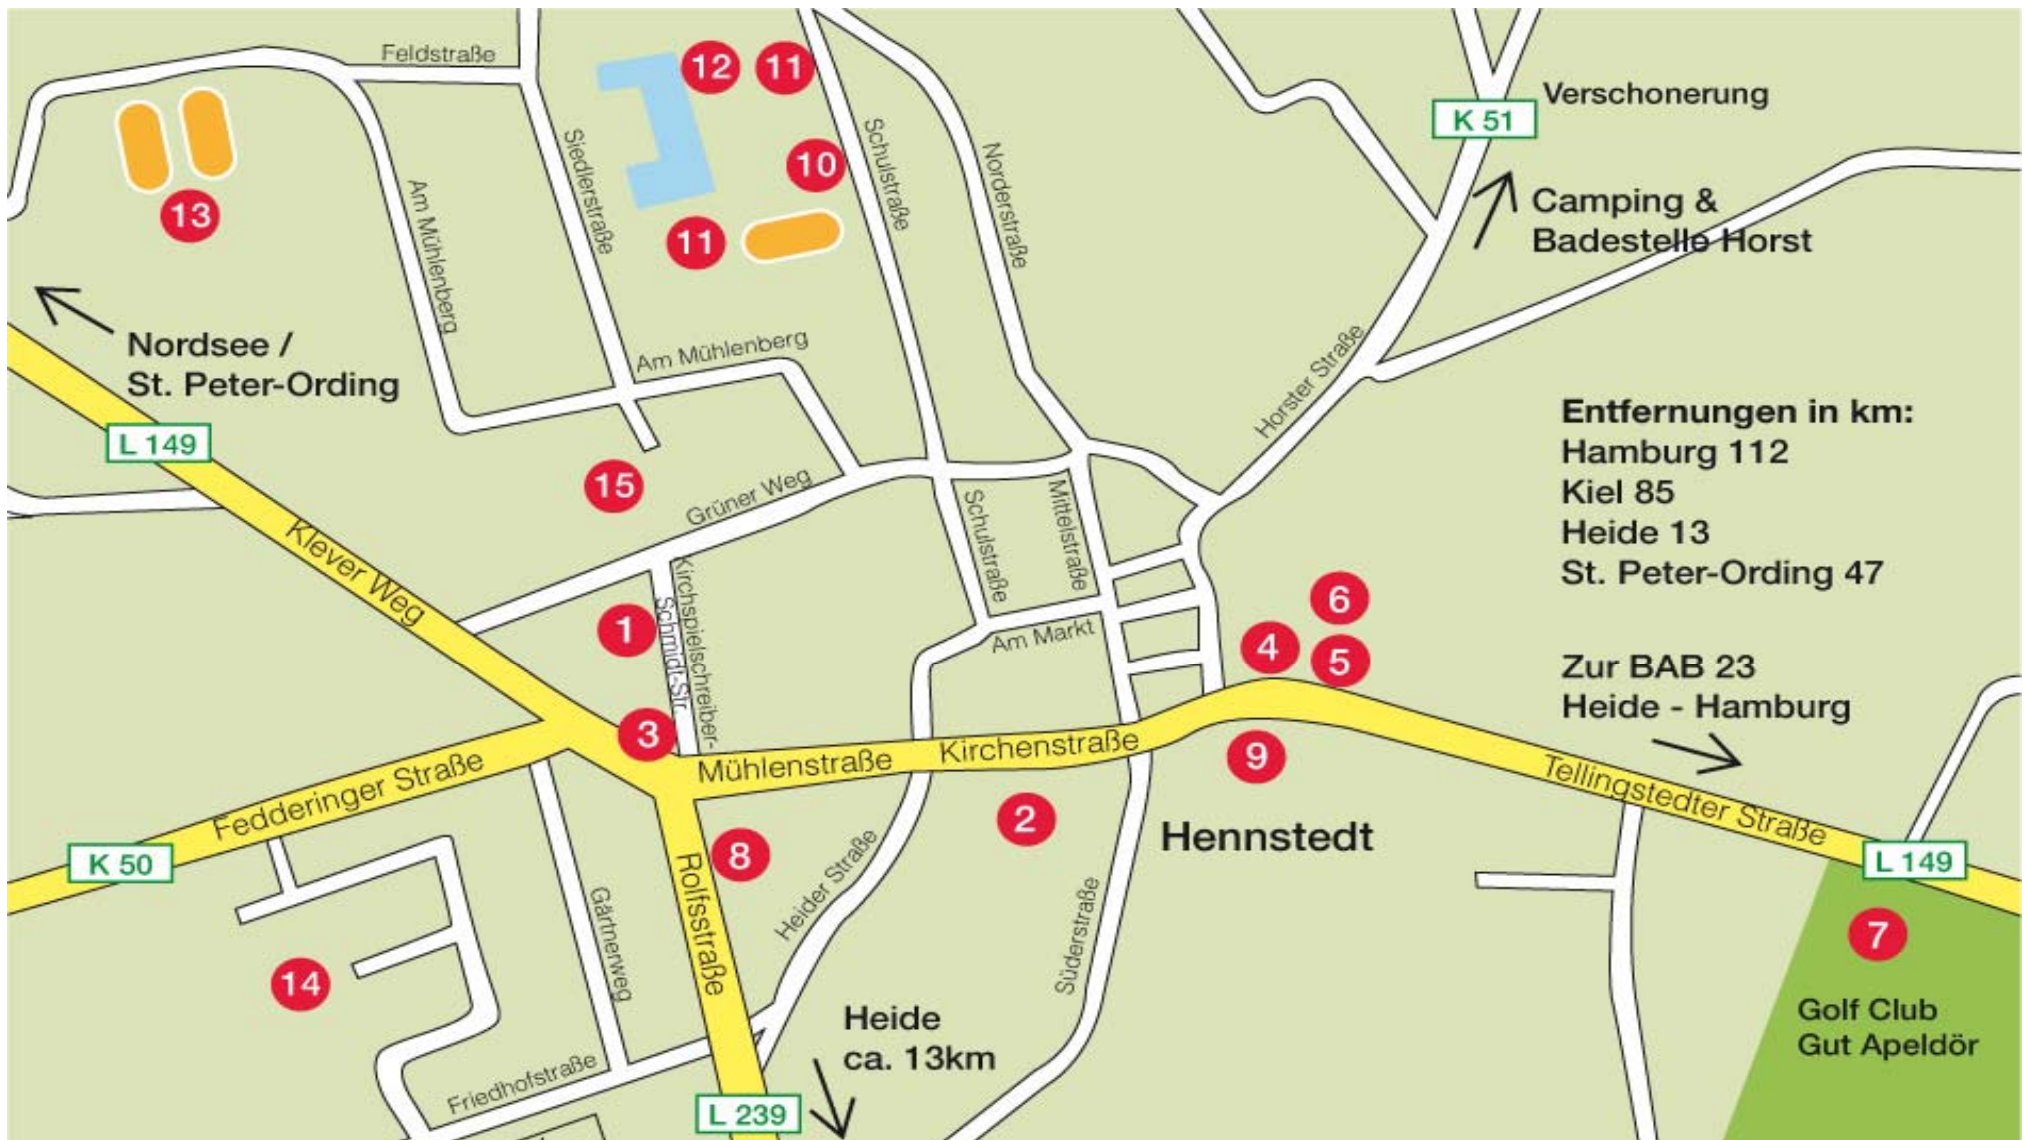 Feldstraße
12
11
Verschonerung
K 51
Siedlerstraße
Schulstraße
10
Norderstraße
Am Mühlenberg
13
11
Camping &
Badestelle Horst
Nordsee /
St. Peter-Ording
Am Mühlenberg
Horster Straße
L 149
Entfernungen in km:
Hamburg 112
Kiel 85
Heide 13
St. Peter-Ording 47
15
Grüner Weg
Schulstraße
Mittelstraße
Klever Weg
Kirchspielschreiber-
Schmidt-Str.
1
Am Markt
6
4
5
Zur BAB 23
Heide - Hamburg
3
Mühlenstraße
Kirchenstraße
9
Fedderinger Straße
Tellingstedter Straße
K 50
2
Hennstedt
8
L 149
Rolfsstraße
Heider Straße
Gärtnerweg
Süderstraße
7
14
Golf Club
Gut Apeldör
Heide
ca. 13km
Friedhofstraße
L 239